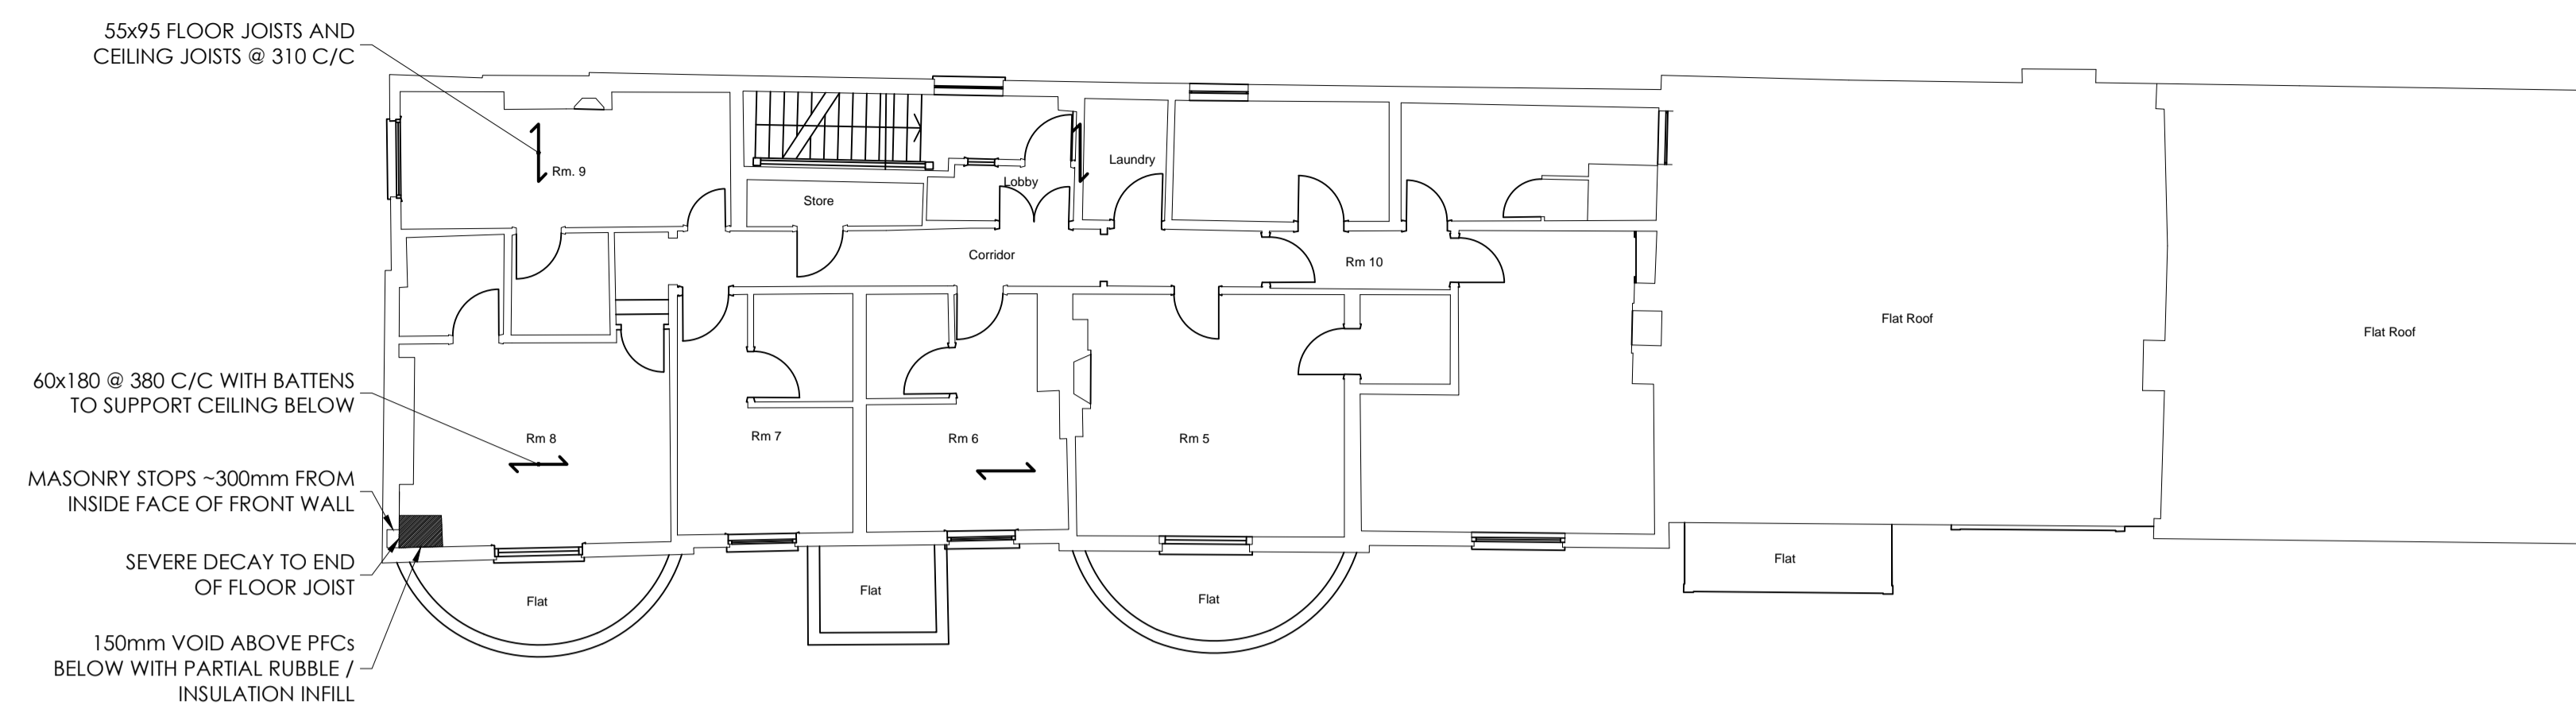 55x95 FLOOR JOISTS AND
CEILING JOISTS @ 310 C/C
Rm. 9
Laundry
Lobby
Store
Corridor
Rm 10
Flat Roof
Flat Roof
60x180 @ 380 C/C WITH BATTENS
TO SUPPORT CEILING BELOW
Rm 8
Rm 7
Rm 6
Rm 5
MASONRY STOPS ~300mm FROM
INSIDE FACE OF FRONT WALL
SEVERE DECAY TO END
OF FLOOR JOIST
Flat
Flat
Flat
Flat
150mm VOID ABOVE PFCs
BELOW WITH PARTIAL RUBBLE /
INSULATION INFILL